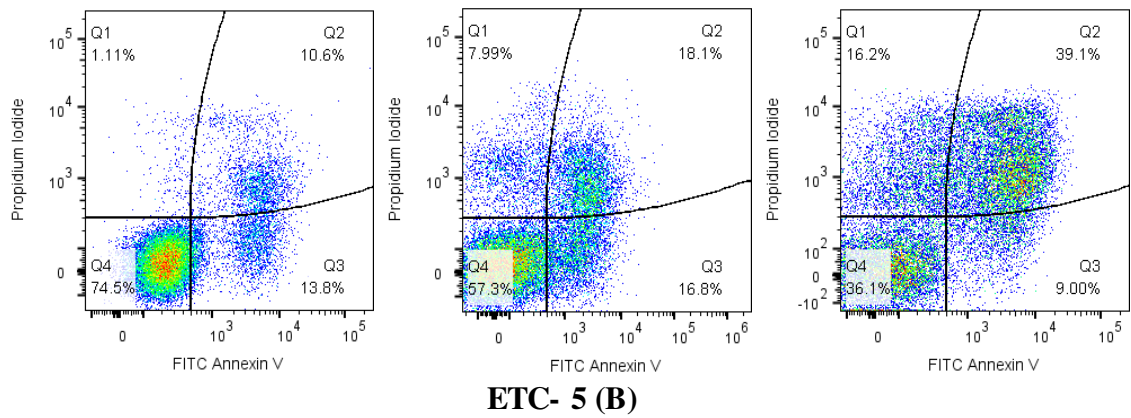 Q1
1.11%
Q2
10.6%
Q4
74.5%
Q3
13.8%
10^5
10^4
10^3
0
Propidium Iodide
0
10^3
10^4
10^5
FITC Annexin V
Q1
7.99%
Q2
18.1%
Q4
57.3%
Q3
16.8%
10^5
10^4
10^3
0
Propidium Iodide
0
10^3
10^4
10^5
10^6
FITC Annexin V
Q1
16.2%
Q2
39.1%
Q4
36.1%
Q3
9.00%
10^5
10^4
10^3
10^2
0
-10^2
Propidium Iodide
0
10^3
10^4
10^5
FITC Annexin V
ETC- 5 (B)